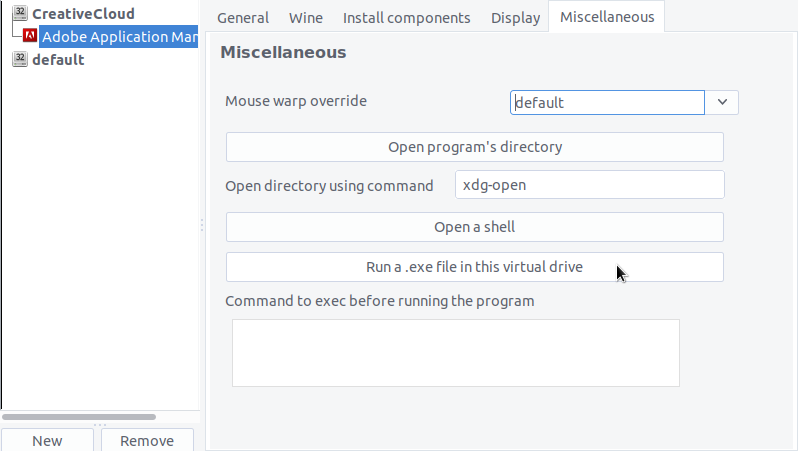 32 CreativeCloud
Adobe Application Man
32 default
New Remove
General Wine Install components Display Miscellaneous
Miscellaneous
Mouse warp override default
Open program's directory
Open directory using command xdg-open
Open a shell
Run a .exe file in this virtual drive
Command to exec before running the program